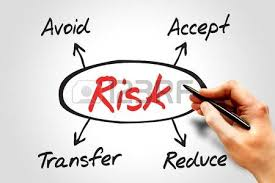 Avoid Accept
Risk
Transfer Reduce